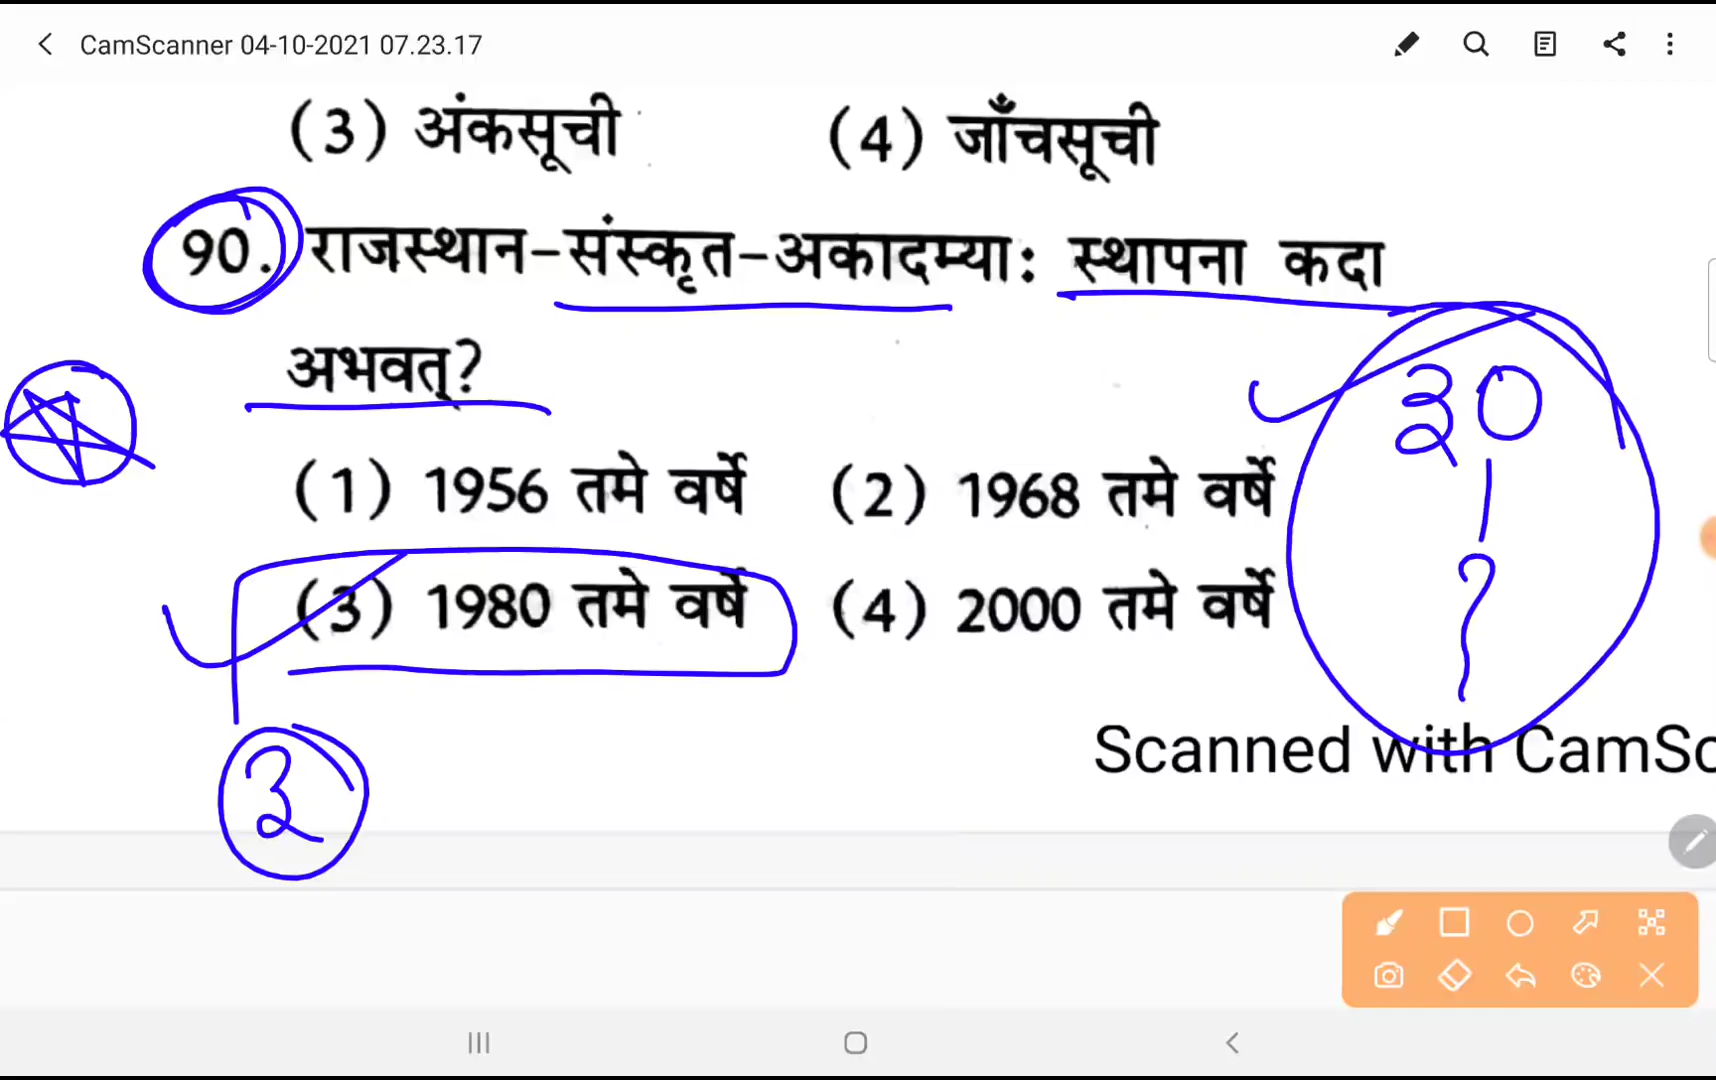 CamScanner 04-10-2021 07.23.17
(3) अंकसूची (4) जाँचसूची
90. राजस्थान-संस्कृत-अकादम्याः स्थापना कदा
अभवत्?
30
?
(1) 1956 तमे वर्षे (2) 1968 तमे वर्षे
(3) 1980 तमे वर्षे (4) 2000 तमे वर्षे
Scanned with CamSc
3